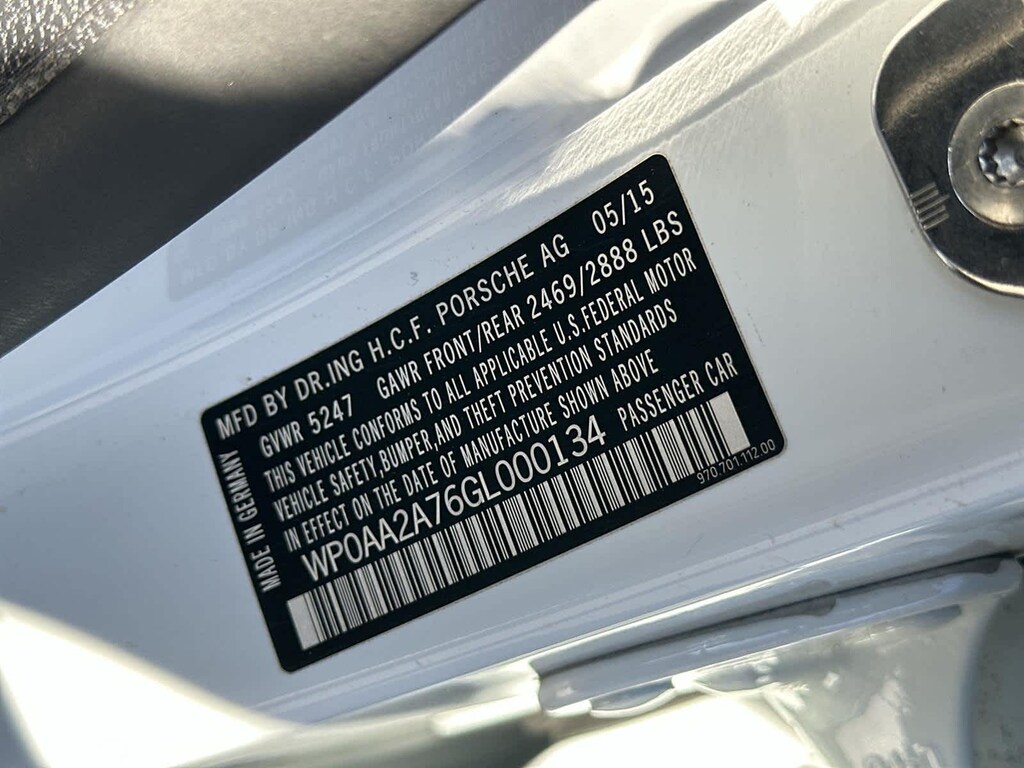 MFD BY DR.ING H.C.F. PORSCHE AG 05/15
GVWR 5247 GAWR FRONT/REAR 2469/2888 LBS
THIS VEHICLE CONFORMS TO ALL APPLICABLE U.S.FEDERAL MOTOR
VEHICLE SAFETY,BUMPER,AND THEFT PREVENTION STANDARDS
IN EFFECT ON THE DATE OF MANUFACTURE SHOWN ABOVE
WP0AA2A76GL000134 PASSENGER CAR
MADE IN GERMANY
970.701.112.00